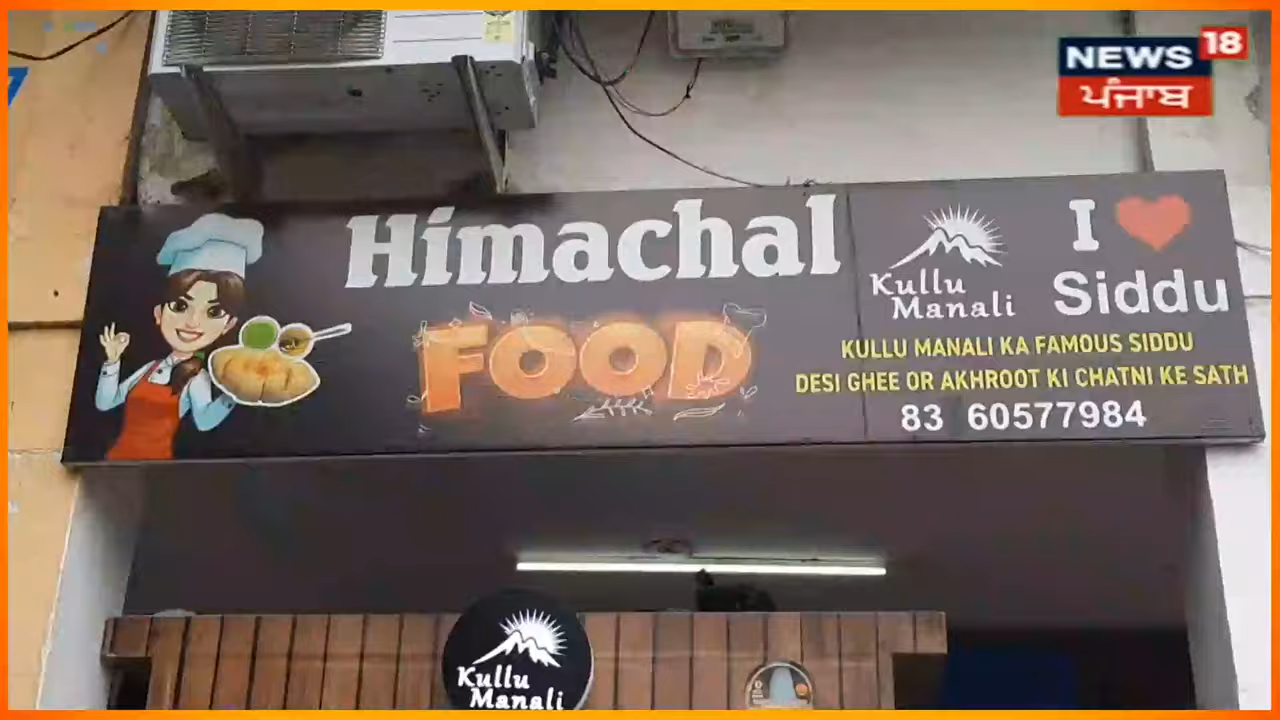 NEWS 18
ਪੰਜਾਬ
Himachal
FOOD
Kullu
Manali
I
Siddu
KULLU MANALI KA FAMOUS SIDDU
DESI GHEE OR AKHROOT KI CHATNI KE SATH
83 60577984
Kullu
Manali